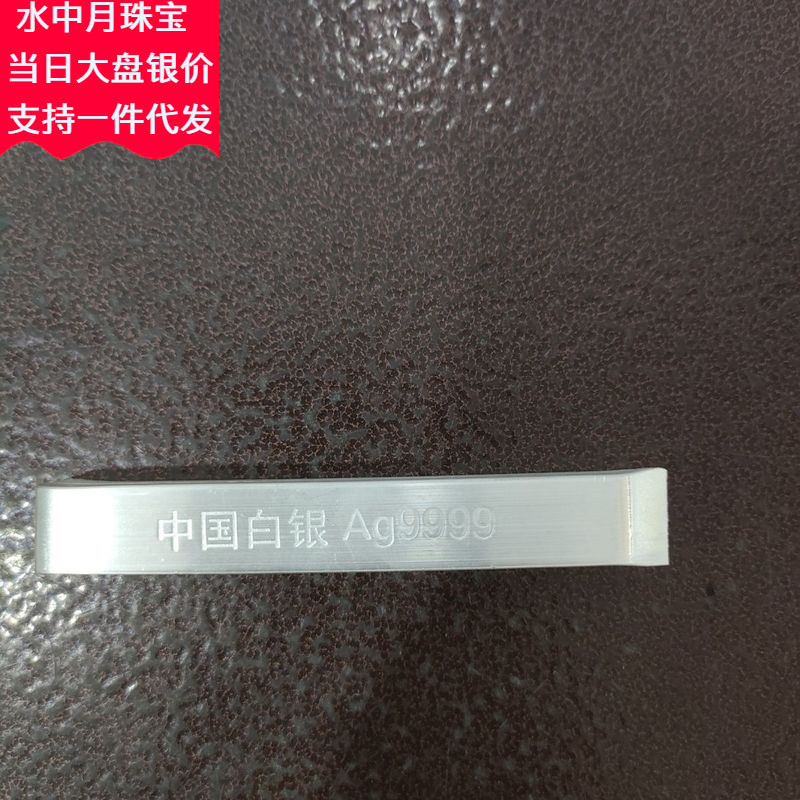 水中月珠宝
当日大盘银价
支持一件代发
中国白银 Ag9999